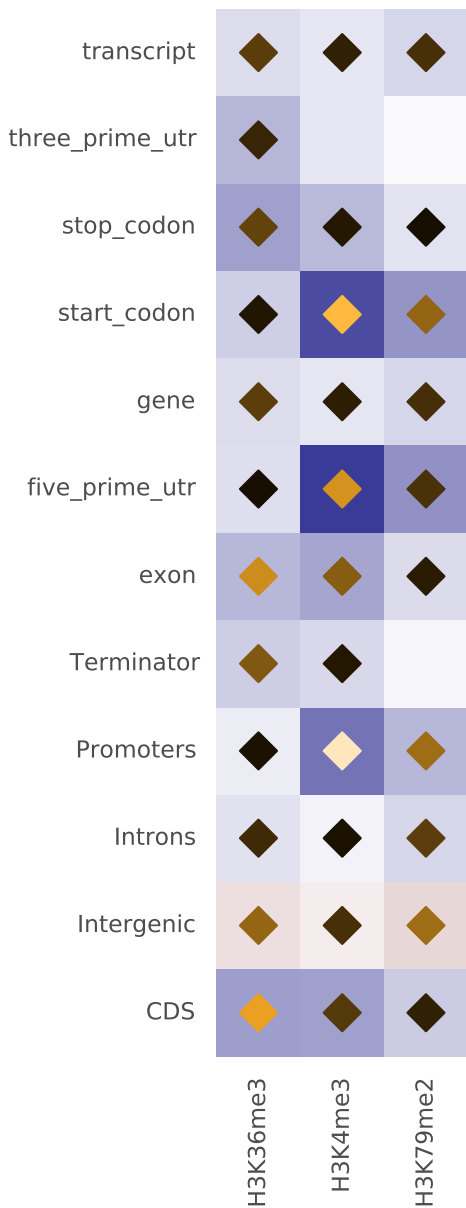 transcript
three_prime_utr
stop_codon
start_codon
gene
five_prime_utr
exon
Terminator
Promoters
Introns
Intergenic
CDS
H3K36me3
H3K4me3
H3K79me2